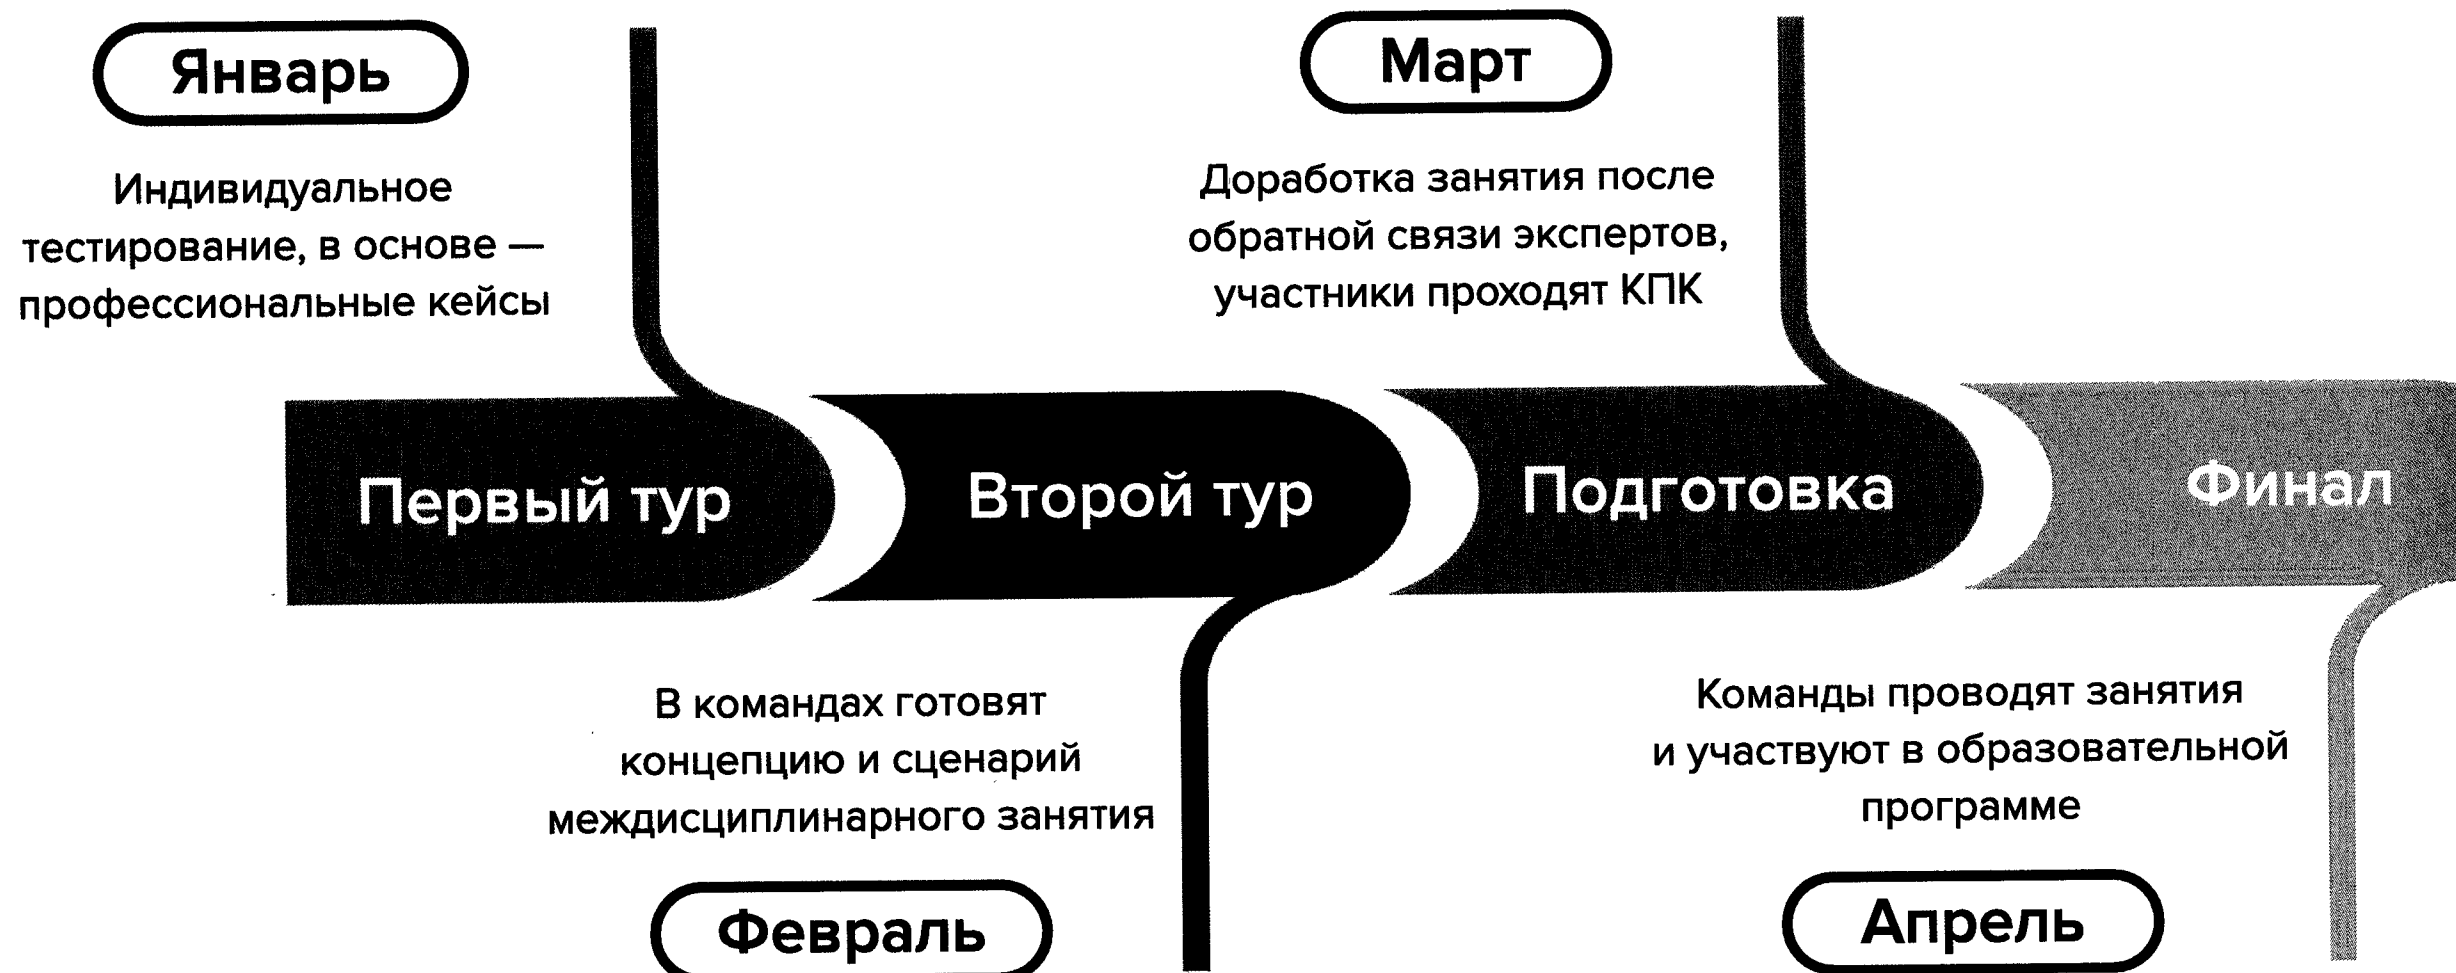 Январь
Индивидуальное
тестирование, в основе —
профессиональные кейсы
Март
Доработка занятия после
обратной связи экспертов,
участники проходят КПК
Первый тур
Второй тур
Подготовка
Финал
В командах готовят
концепцию и сценарий
междисциплинарного занятия
Февраль
Команды проводят занятия
и участвуют в образовательной
программе
Апрель